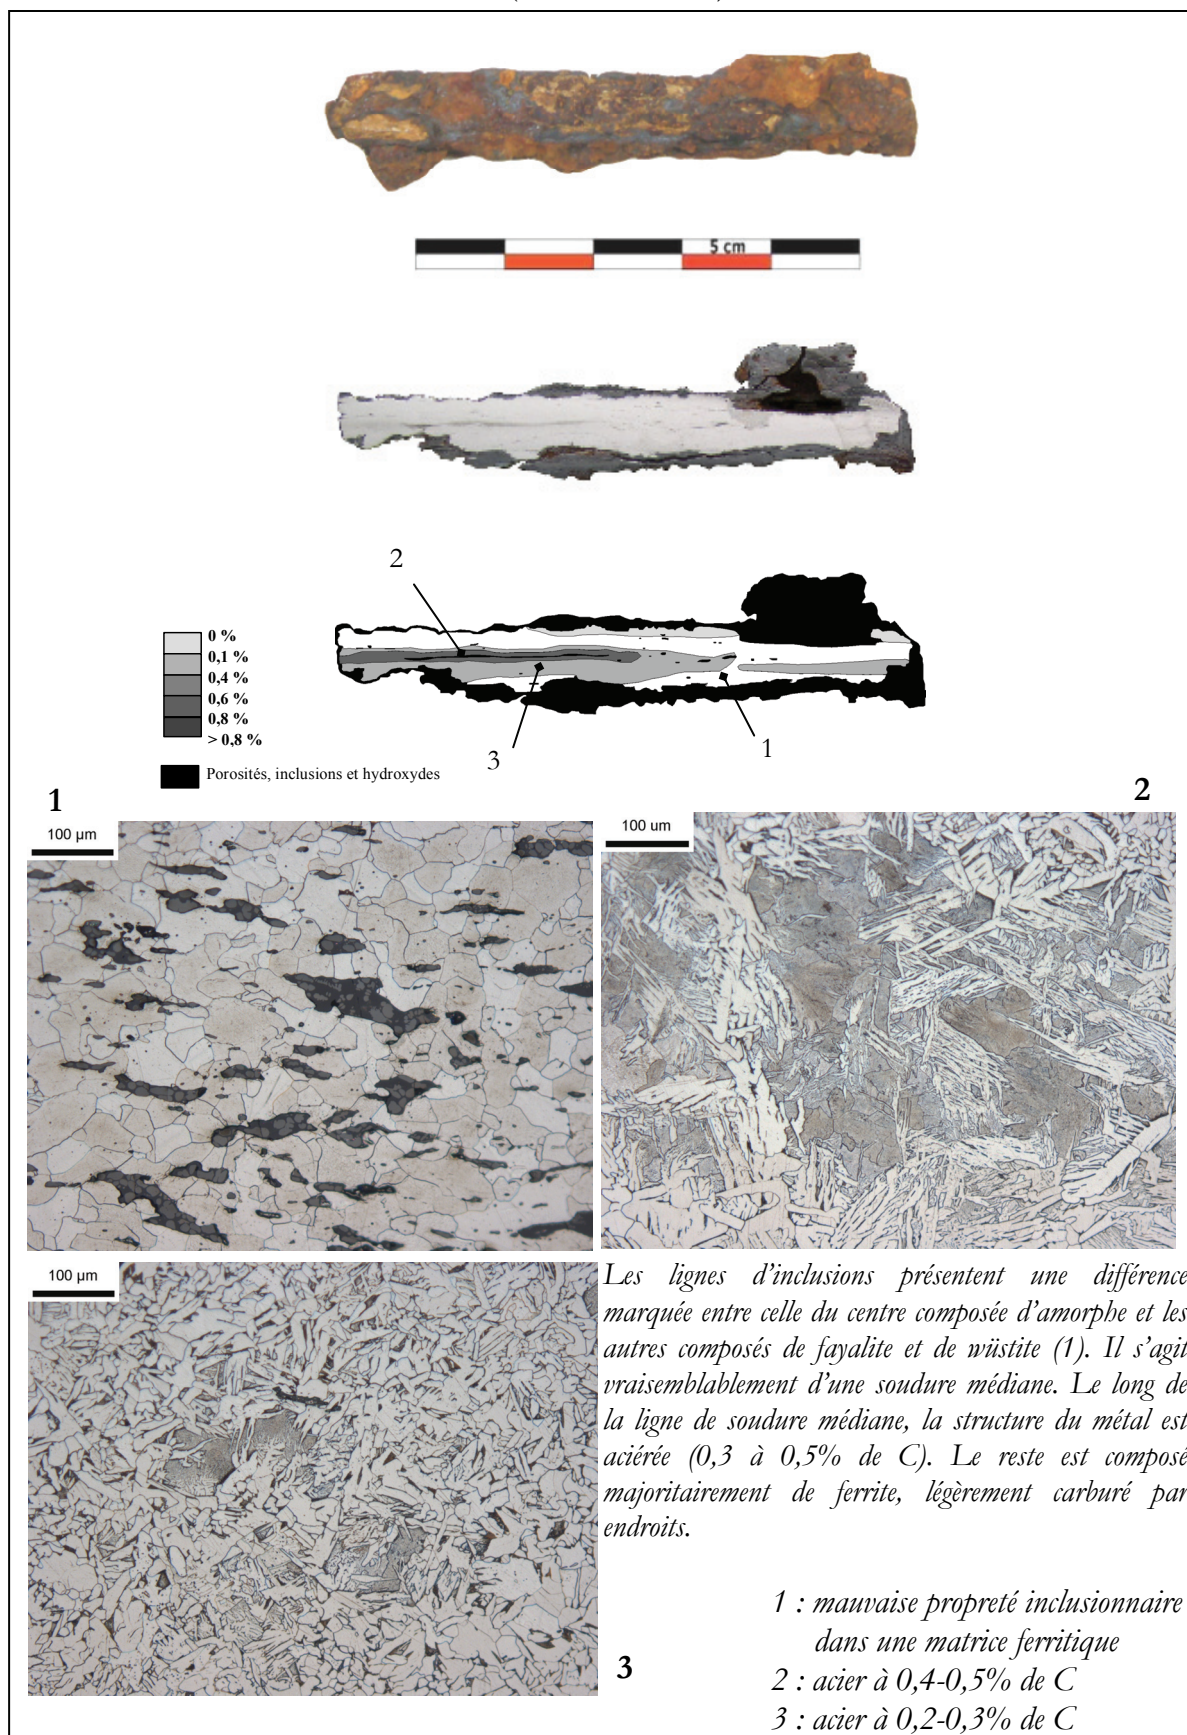 5 cm
2
0 %
0,1 %
0,4 %
0,6 %
0,8 %
> 0,8 %
3
1
Porosités, inclusions et hydroxydes
1
2
100 µm
100 um
100 µm
Les lignes d'inclusions présentent une différence
marquée entre celle du centre composée d'amorphe et les
autres composés de fayalite et de wüstite (1). Il s'agit
vraisemblablement d'une soudure médiane. Le long de
la ligne de soudure médiane, la structure du métal est
aciérée (0,3 à 0,5% de C). Le reste est composé
majoritairement de ferrite, légèrement carburé par
endroits.
1 : mauvaise propreté inclusionnaire
dans une matrice ferritique
3
2 : acier à 0,4-0,5% de C
3 : acier à 0,2-0,3% de C